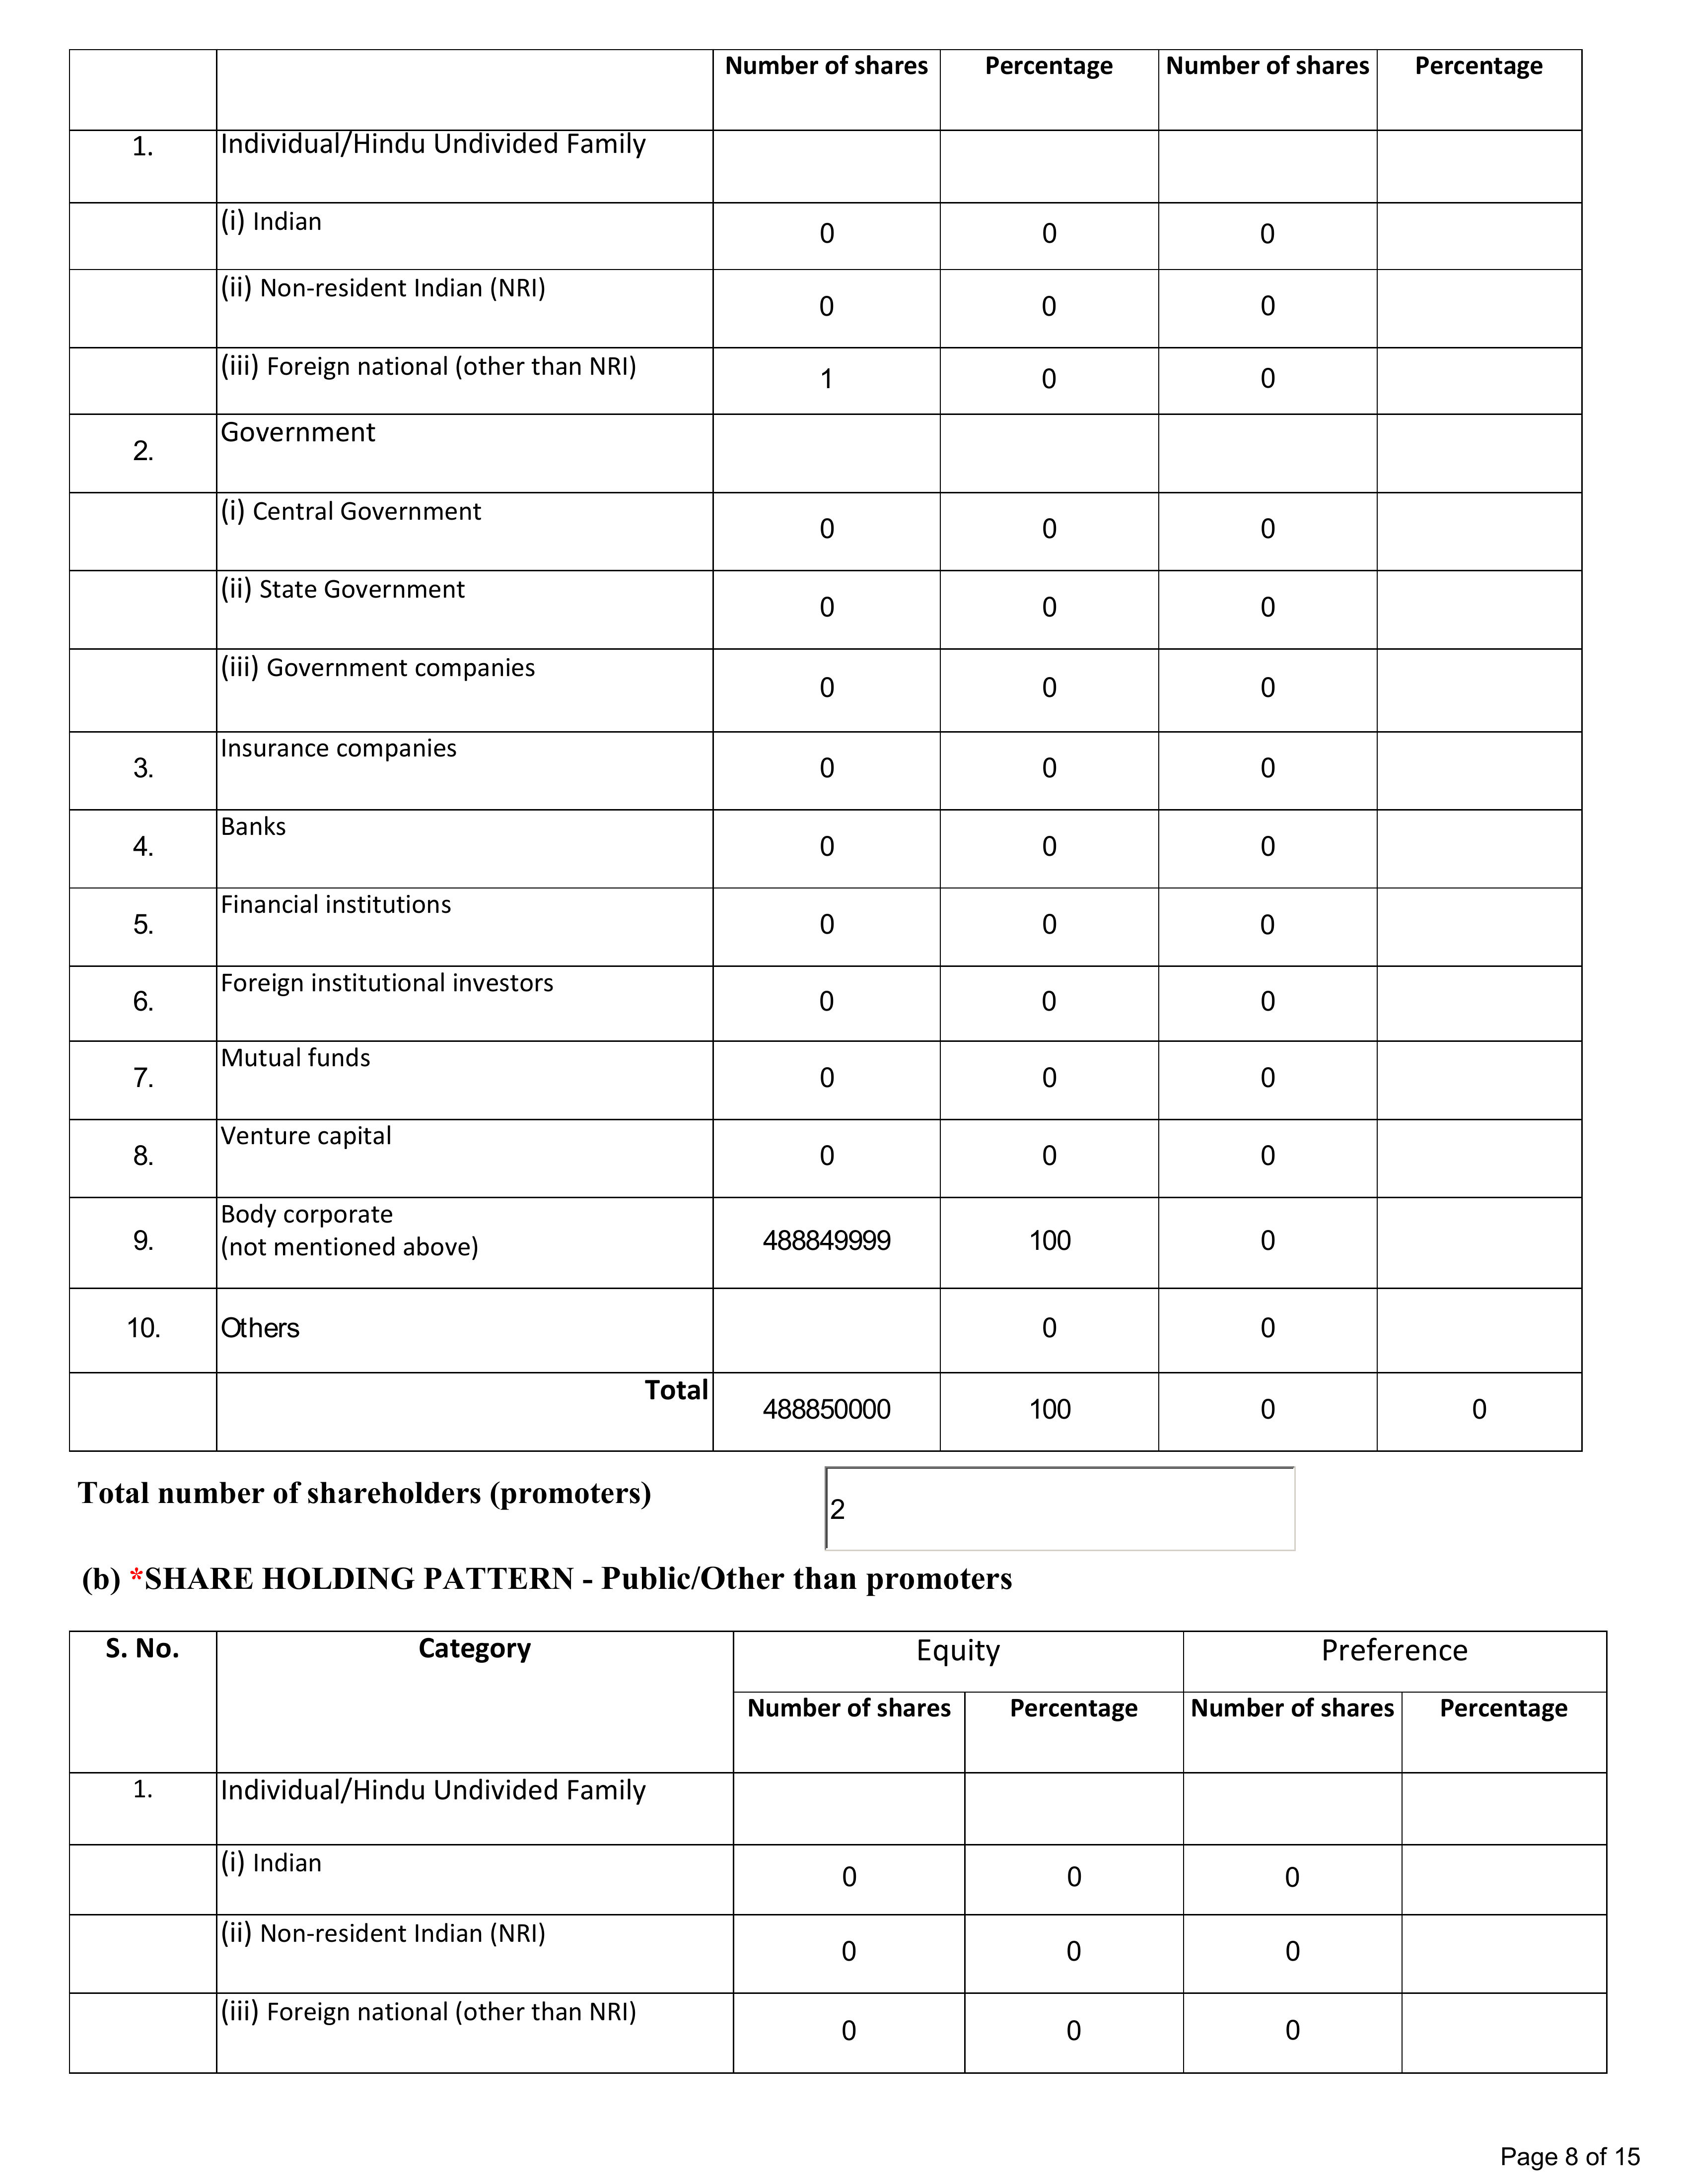 Number of shares Percentage Number of shares Percentage
1. Individual/Hindu Undivided Family
(i) Indian 0 0 0
(ii) Non-resident Indian (NRI) 0 0 0
(iii) Foreign national (other than NRI) 1 0 0
2. Government
(i) Central Government 0 0 0
(ii) State Government 0 0 0
(iii) Government companies 0 0 0
3. Insurance companies 0 0 0
4. Banks 0 0 0
5. Financial institutions 0 0 0
6. Foreign institutional investors 0 0 0
7. Mutual funds 0 0 0
8. Venture capital 0 0 0
9. Body corporate
(not mentioned above) 488849999 100 0
10. Others 0 0
Total 488850000 100 0 0
Total number of shareholders (promoters) 2
(b) *SHARE HOLDING PATTERN - Public/Other than promoters
S. No. Category Equity Preference
Number of shares Percentage Number of shares Percentage
1. Individual/Hindu Undivided Family
(i) Indian 0 0 0
(ii) Non-resident Indian (NRI) 0 0 0
(iii) Foreign national (other than NRI) 0 0 0
Page 8 of 15